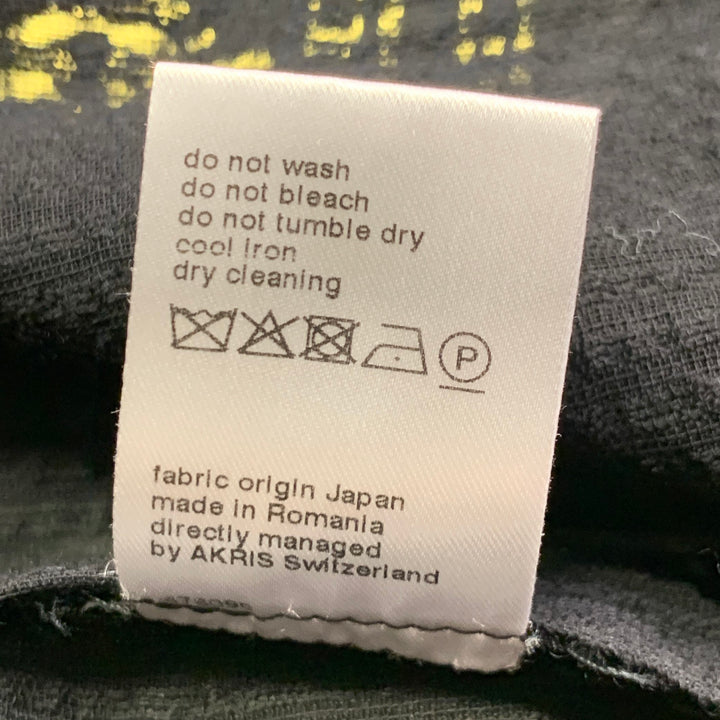 do not wash
do not bleach
do not tumble dry
cool iron
dry cleaning
P
fabric origin Japan
made in Romania
directly managed
by AKRIS Switzerland